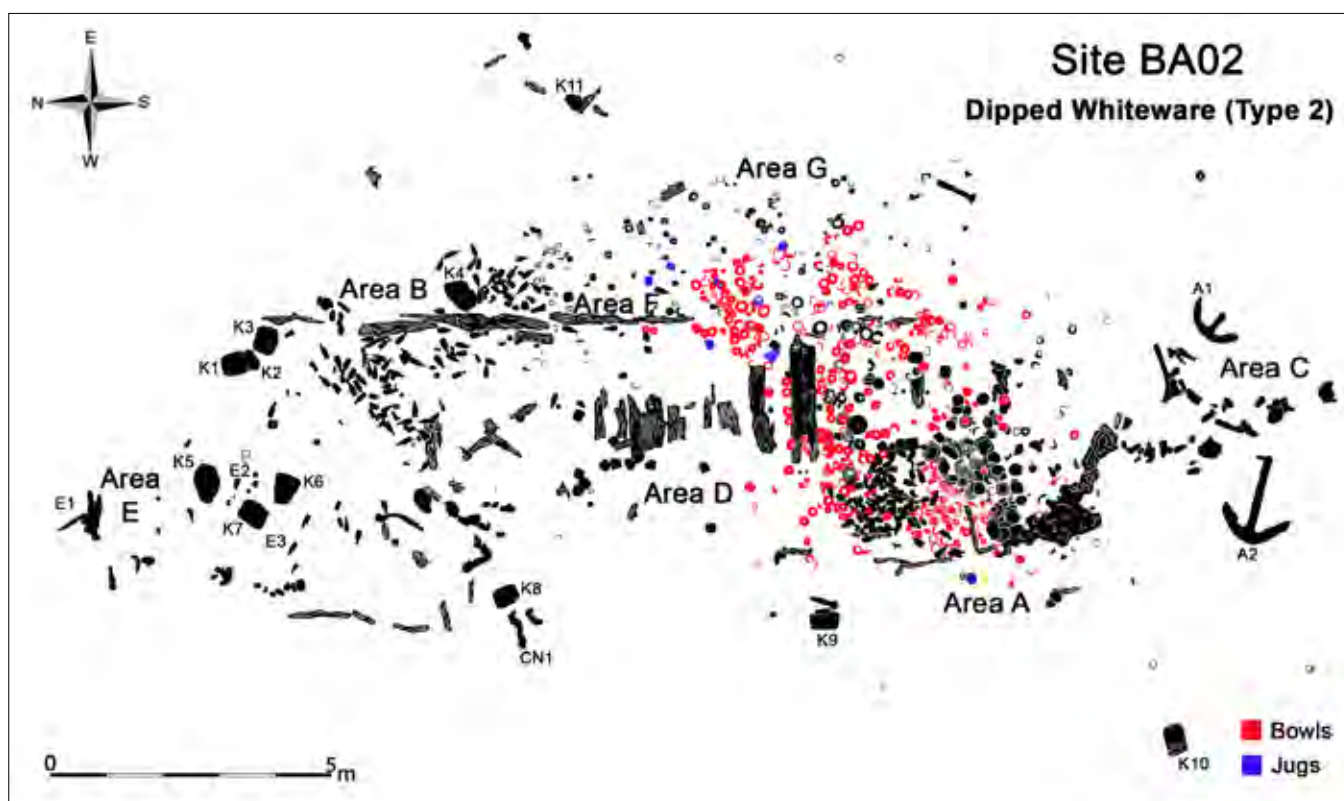 E
N S
W
Site BA02
Dipped Whiteware (Type 2)
K11
Area G
K4
Area B
Area F
K3
K1
K2
A1
Area C
K5
Area
E2
K6
E1
E
K7
E3
Area D
A2
K8
Area A
K9
CN1
0 5m
K10
Bowls
Jugs